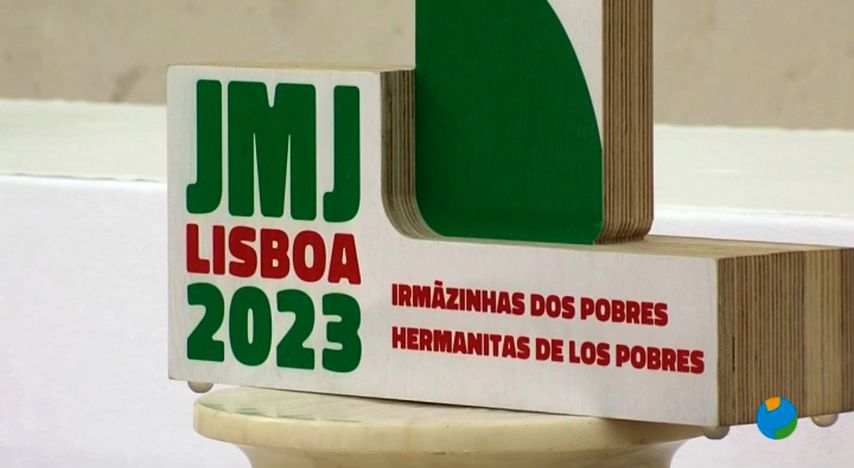 JMJ
LISBOA
2023
IRMÃZINHAS DOS POBRES
HERMANITAS DE LOS POBRES